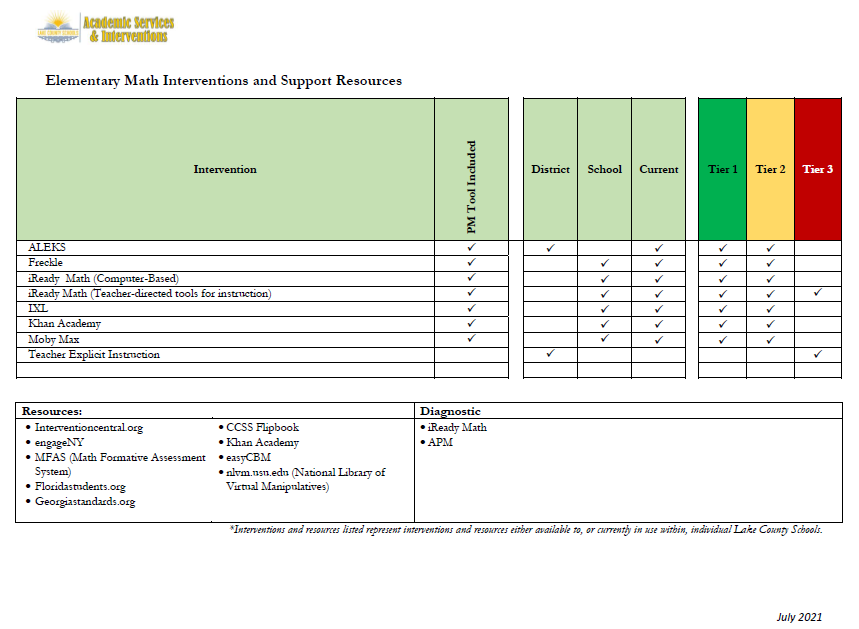 LAKE COUNTY SCHOOLS
Academic Services
& Interventions
Elementary Math Interventions and Support Resources
Intervention PM Tool Included District School Current Tier 1 Tier 2 Tier 3
ALEKS ✓ ✓ ✓ ✓ ✓
Freckle ✓ ✓ ✓ ✓ ✓
iReady Math (Computer-Based) ✓ ✓ ✓ ✓ ✓
iReady Math (Teacher-directed tools for instruction) ✓ ✓ ✓ ✓ ✓ ✓
IXL ✓ ✓ ✓ ✓ ✓
Khan Academy ✓ ✓ ✓ ✓ ✓
Moby Max ✓ ✓ ✓ ✓ ✓
Teacher Explicit Instruction ✓ ✓
Resources:
• Interventioncentral.org
• engageNY
• MFAS (Math Formative Assessment
System)
• Floridastudents.org
• Georgiastandards.org
• CCSS Flipbook
• Khan Academy
• easyCBM
• nlvm.usu.edu (National Library of
Virtual Manipulatives)
Diagnostic
• iReady Math
• APM
*Interventions and resources listed represent interventions and resources either available to, or currently in use within, individual Lake County Schools.
July 2021